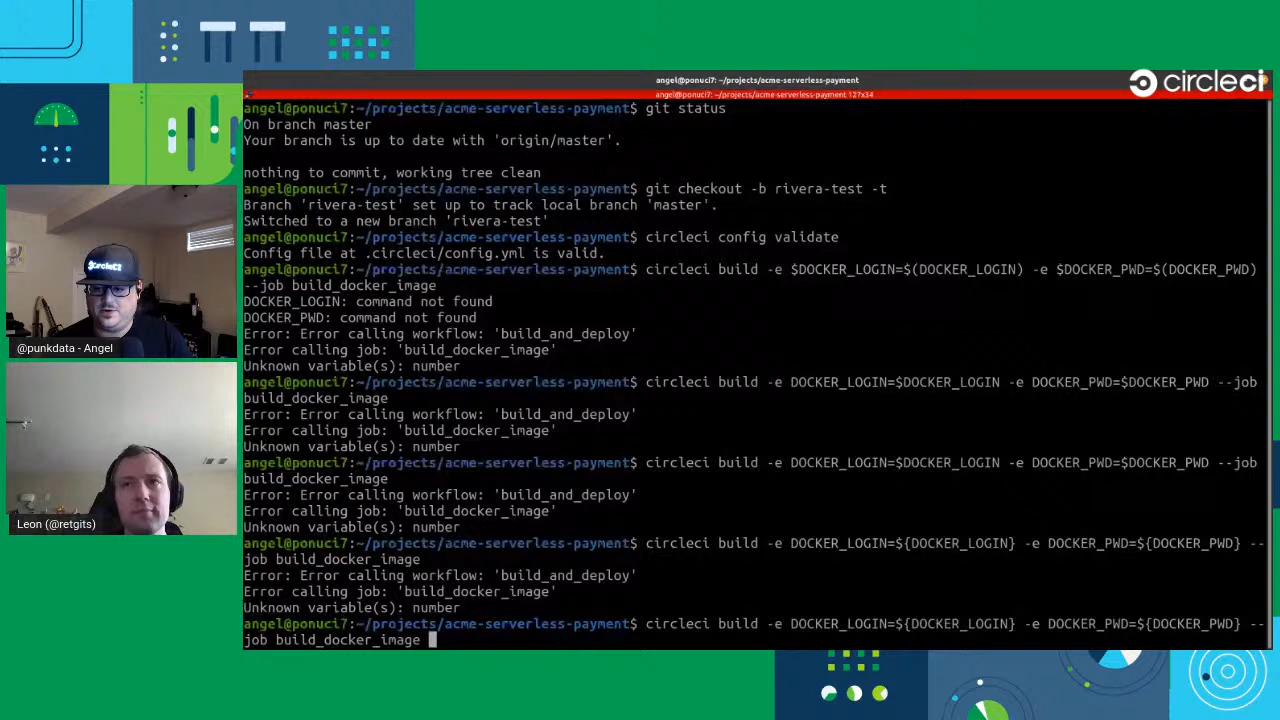 angel@ponuci7: ~/projects/acme-serverless-payment
circleci
angel@ponuci7: ~/projects/acme-serverless-payment 127x34
angel@ponuci7:~/projects/acme-serverless-payment$ git status
On branch master
Your branch is up to date with 'origin/master'.
nothing to commit, working tree clean
angel@ponuci7:~/projects/acme-serverless-payment$ git checkout -b rivera-test -t
Branch 'rivera-test' set up to track local branch 'master'.
Switched to a new branch 'rivera-test'
angel@ponuci7:~/projects/acme-serverless-payment$ circleci config validate
Config file at .circleci/config.yml is valid.
angel@ponuci7:~/projects/acme-serverless-payment$ circleci build -e $DOCKER_LOGIN=$(DOCKER_LOGIN) -e $DOCKER_PWD=$(DOCKER_PWD)
--job build_docker_image
DOCKER_LOGIN: command not found
DOCKER_PWD: command not found
Error: Error calling workflow: 'build_and_deploy'
Error calling job: 'build_docker_image'
Unknown variable(s): number
angel@ponuci7:~/projects/acme-serverless-payment$ circleci build -e DOCKER_LOGIN=$DOCKER_LOGIN -e DOCKER_PWD=$DOCKER_PWD --job
build_docker_image
Error: Error calling workflow: 'build_and_deploy'
Error calling job: 'build_docker_image'
Unknown variable(s): number
angel@ponuci7:~/projects/acme-serverless-payment$ circleci build -e DOCKER_LOGIN=$DOCKER_LOGIN -e DOCKER_PWD=$DOCKER_PWD --job
build_docker_image
Error: Error calling workflow: 'build_and_deploy'
Error calling job: 'build_docker_image'
Unknown variable(s): number
angel@ponuci7:~/projects/acme-serverless-payment$ circleci build -e DOCKER_LOGIN=${DOCKER_LOGIN} -e DOCKER_PWD=${DOCKER_PWD} --
job build_docker_image
Error: Error calling workflow: 'build_and_deploy'
Error calling job: 'build_docker_image'
Unknown variable(s): number
angel@ponuci7:~/projects/acme-serverless-payment$ circleci build -e DOCKER_LOGIN=${DOCKER_LOGIN} -e DOCKER_PWD=${DOCKER_PWD} --
job build_docker_image
circleci
@punkdata - Angel
Leon (@retgits)